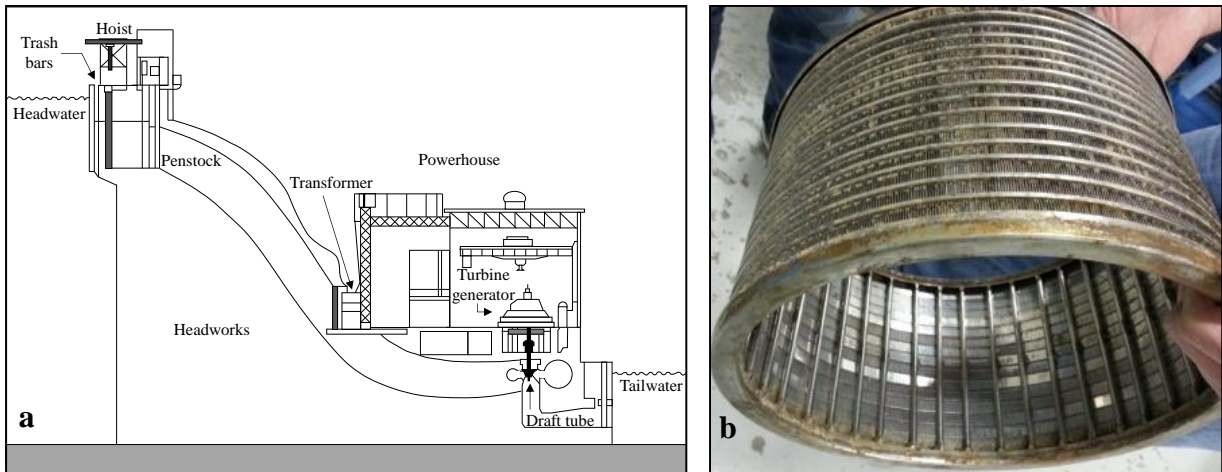 Hoist
Trash
bars
Headwater
Penstock
Powerhouse
Transformer
Turbine
generator
Headworks
Tailwater
Draft tube
a
b